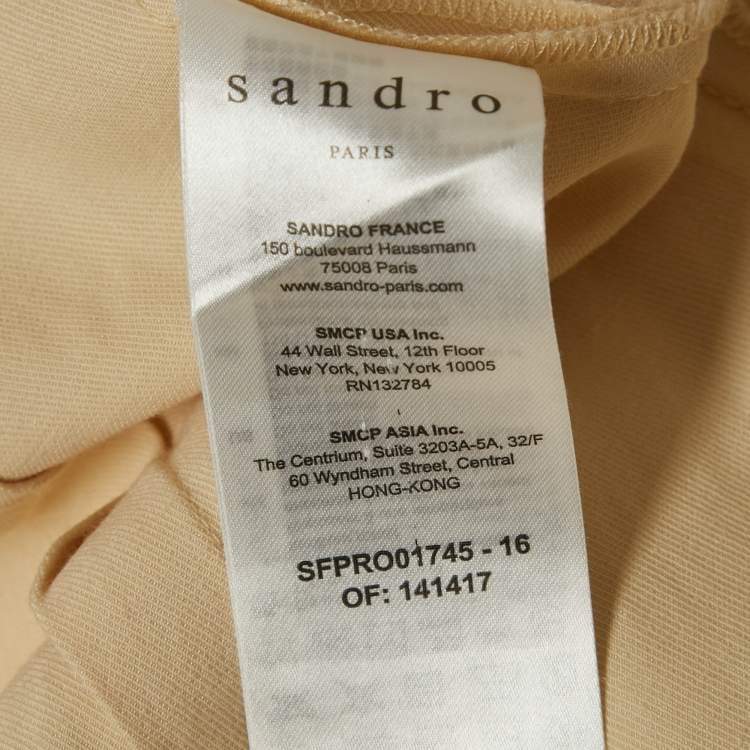 sandro
PARIS
SANDRO FRANCE
150 boulevard Haussmann
75008 Paris
www.sandro-paris.com
SMCP USA Inc.
44 Wall Street, 12th Floor
New York, New York 10005
RN132784
SMCP ASIA Inc.
The Centrium, Suite 3203A-5A, 32/F
60 Wyndham Street, Central
HONG-KONG
SFPRO01745 - 16
OF: 141417